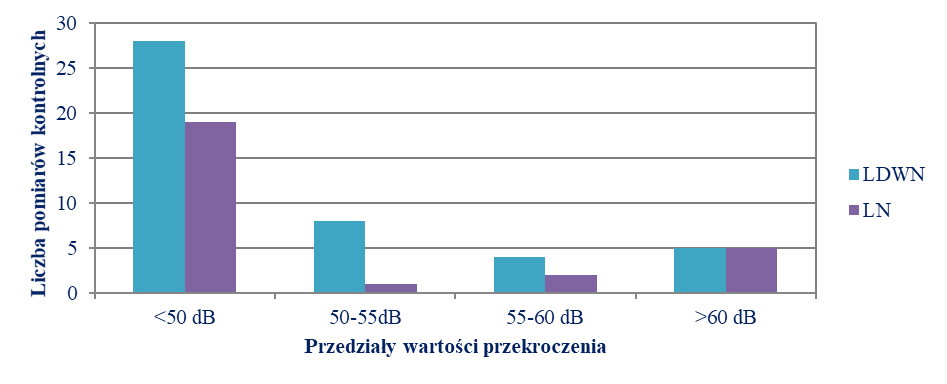 Liczba pomiarów kontrolnych
30
25
20
15
10
5
0
<50 dB
50-55dB
55-60 dB
>60 dB
Przedziały wartości przekroczenia
LDWN
LN